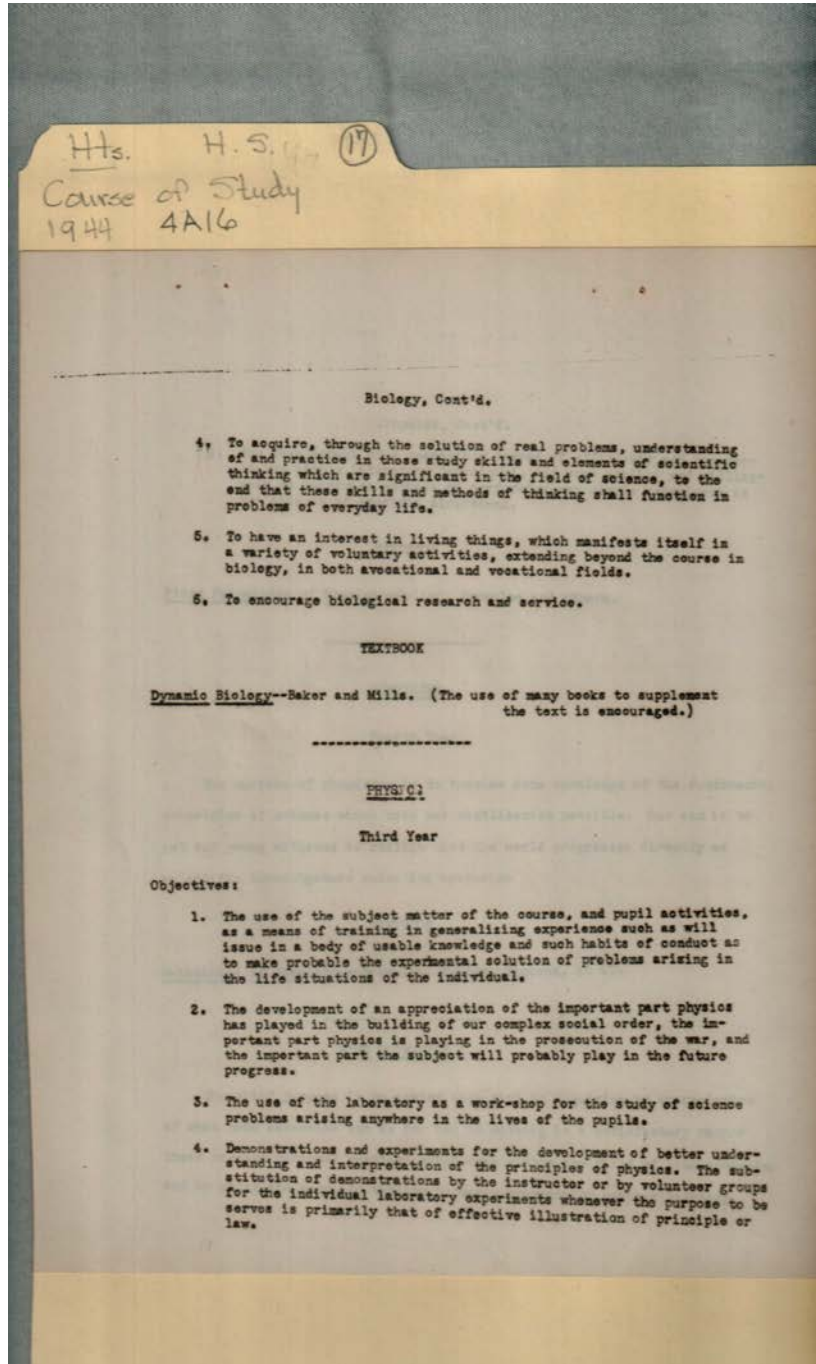 Hts. H.S. 17
Course of Study
1944 4A16
Biology, Cont'd.
4. To acquire, through the solution of real problems, understanding
of and practice in those study skills and elements of scientific
thinking which are significant in the field of science, to the
end that these skills and methods of thinking shall function in
problems of everyday life.
5. To have an interest in living things, which manifests itself in
a variety of voluntary activities, extending beyond the course in
biology, in both avocational and vocational fields.
6. To encourage biological research and service.
TEXTBOOK
Dynamic Biology--Baker and Mills. (The use of many books to supplement
the text is encouraged.)
--------------------
PHYSICS
Third Year
Objectives:
1. The use of the subject matter of the course, and pupil activities,
as a means of training in generalizing experience such as will
issue in a body of usable knowledge and such habits of conduct as
to make probable the experimental solution of problems arising in
the life situations of the individual.
2. The development of an appreciation of the important part physics
has played in the building of our complex social order, the im-
portant part physics is playing in the prosecution of the war, and
the important part the subject will probably play in the future
progress.
3. The use of the laboratory as a work-shop for the study of science
problems arising anywhere in the lives of the pupils.
4. Demonstrations and experiments for the development of better under-
standing and interpretation of the principles of physics. The sub-
stitution of demonstrations by the instructor or by volunteer groups
for the individual laboratory experiments whenever the purpose to be
serves is primarily that of effective illustration of principle or
law.